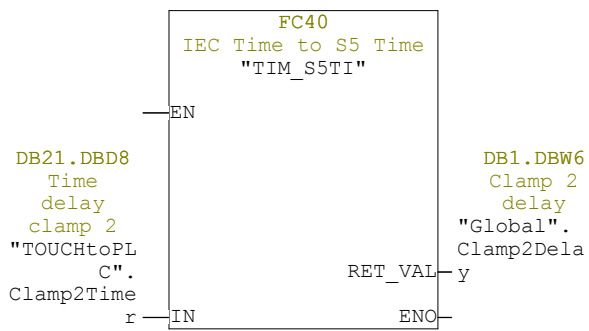 FC40
IEC Time to S5 Time
"TIM_S5TI"
EN
DB21.DBD8
Time
delay
clamp 2
"TOUCHtoPL
C".
Clamp2Time
r
IN
DB1.DBW6
Clamp 2
delay
"Global".
Clamp2Dela
y
RET_VAL
ENO